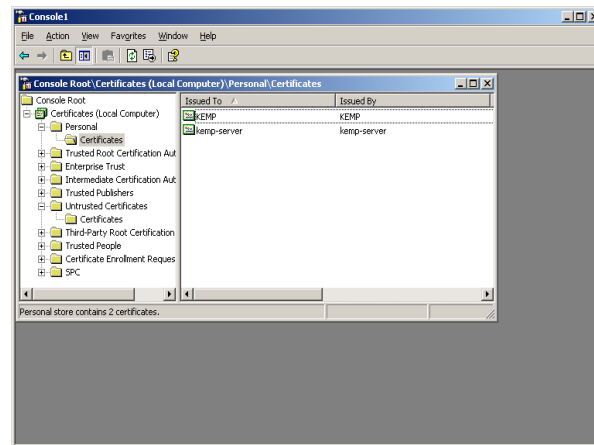 Console1
File Action View Favorites Window Help
Console Root\Certificates (Local Computer)\Personal\Certificates
Console Root
Certificates (Local Computer)
Personal
Certificates
Trusted Root Certification Aut
Enterprise Trust
Intermediate Certification Aut
Trusted Publishers
Untrusted Certificates
Certificates
Third-Party Root Certification
Trusted People
Certificate Enrollment Reques
SPC
Issued To Issued By
KEMP KEMP
kemp-server kemp-server
Personal store contains 2 certificates.